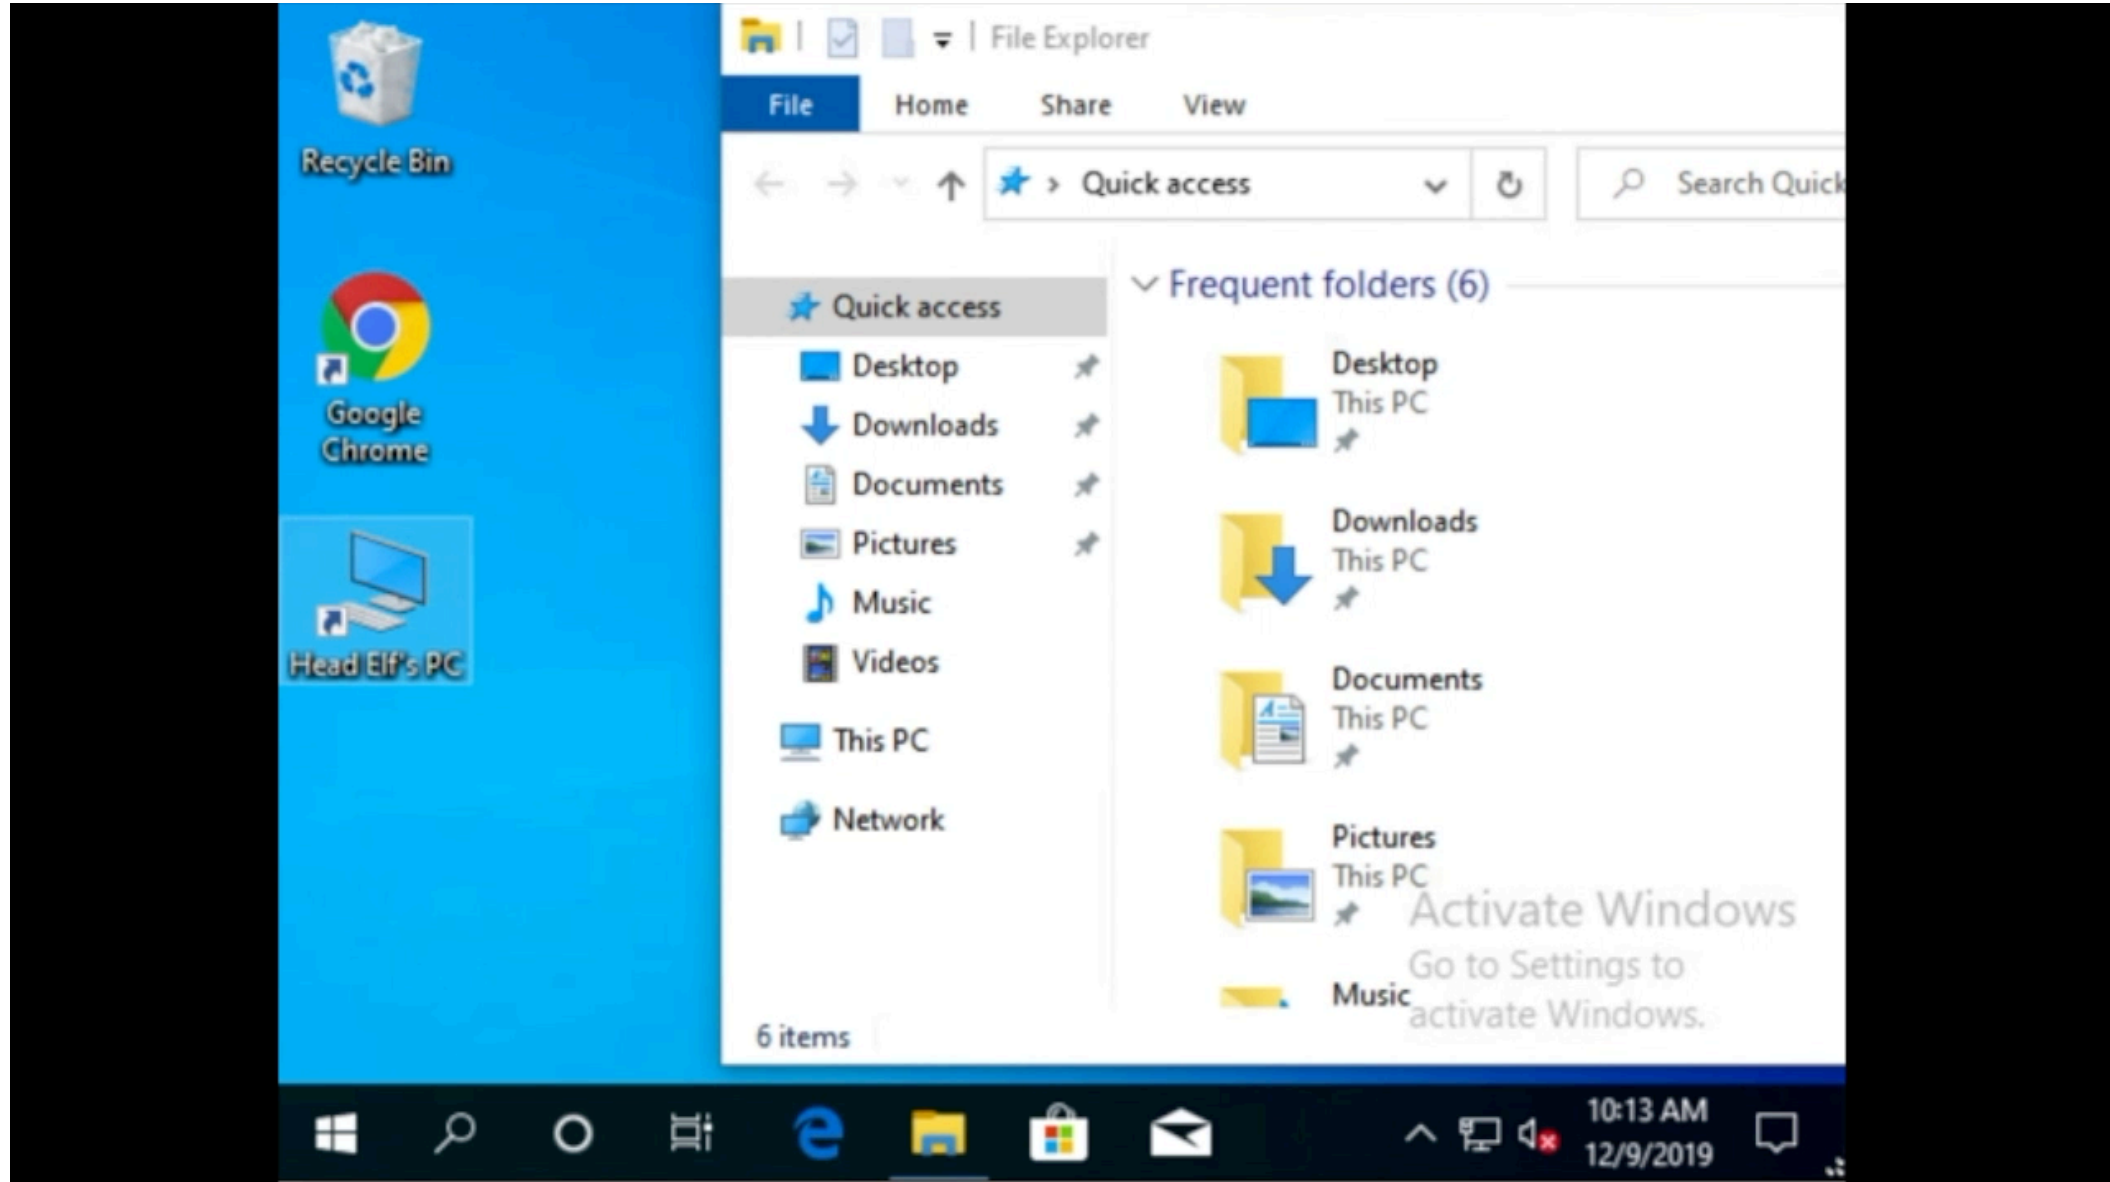 Recycle Bin
Google
Chrome
Head Elf's PC
File Explorer
File
Home
Share
View
Quick access
Search Quick
Quick access
Desktop
Downloads
Documents
Pictures
Music
Videos
This PC
Network
Frequent folders (6)
Desktop
This PC
Downloads
This PC
Documents
This PC
Pictures
This PC
Music
Activate Windows
Go to Settings to
activate Windows.
6 items
10:13 AM
12/9/2019